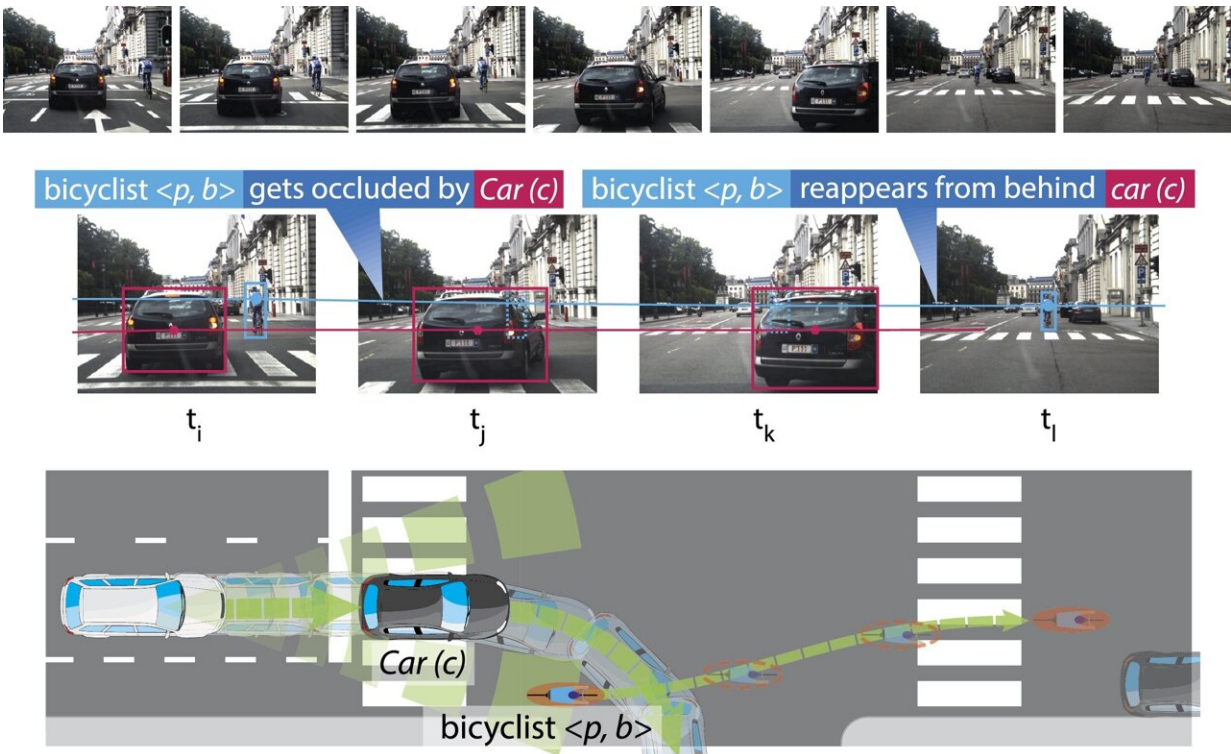 bicyclist <p, b> gets occluded by Car (c)
bicyclist <p, b> reappears from behind car (c)
t_i
t_j
t_k
t_l
Car (c)
bicyclist <p, b>